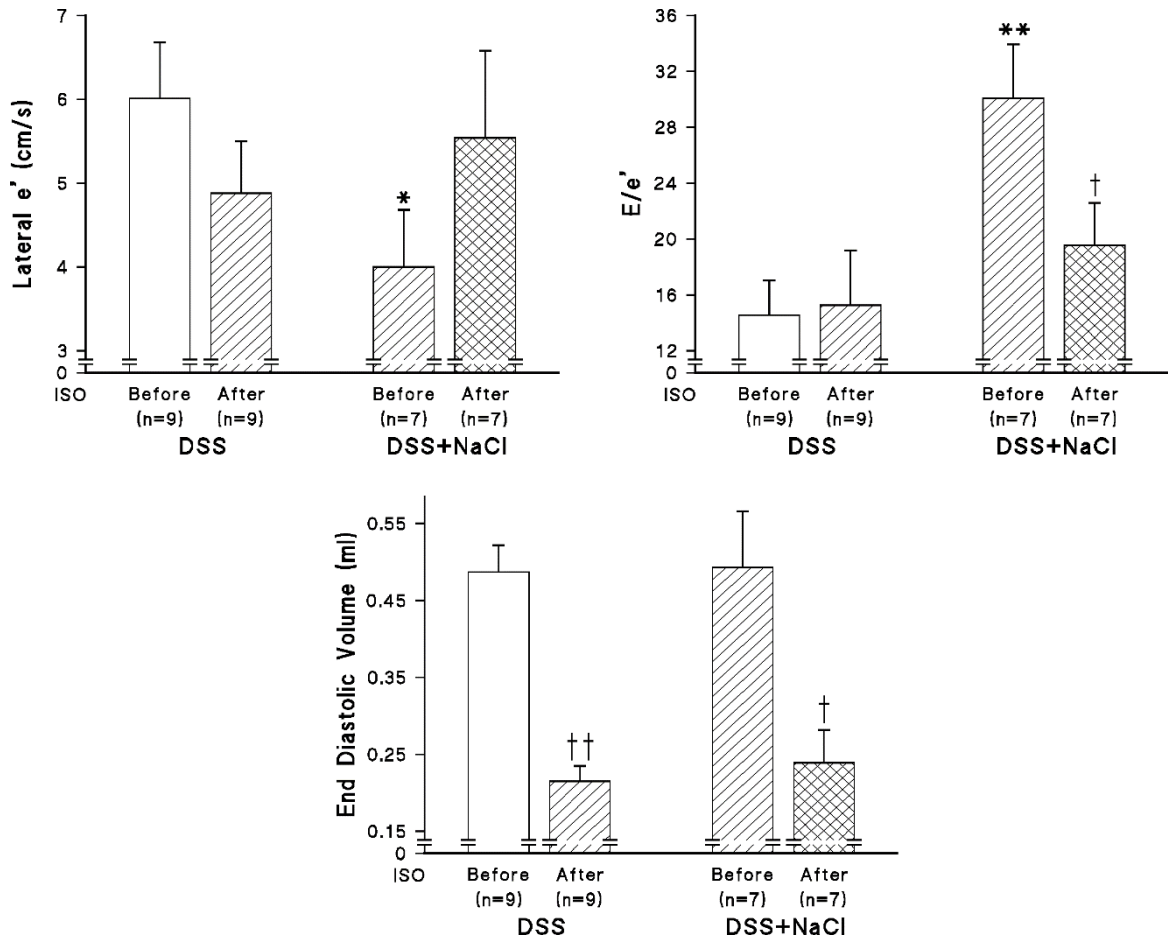 Lateral e' (cm/s)
7
6
5
4
3
0
*
ISO
Before
(n=9)
After
(n=9)
Before
(n=7)
After
(n=7)
DSS
DSS+NaCl
E/e'
36
32
28
24
20
16
12
0
**
†
ISO
Before
(n=9)
After
(n=9)
Before
(n=7)
After
(n=7)
DSS
DSS+NaCl
End Diastolic Volume (ml)
0.55
0.45
0.35
0.25
0.15
0
††
†
ISO
Before
(n=9)
After
(n=9)
Before
(n=7)
After
(n=7)
DSS
DSS+NaCl